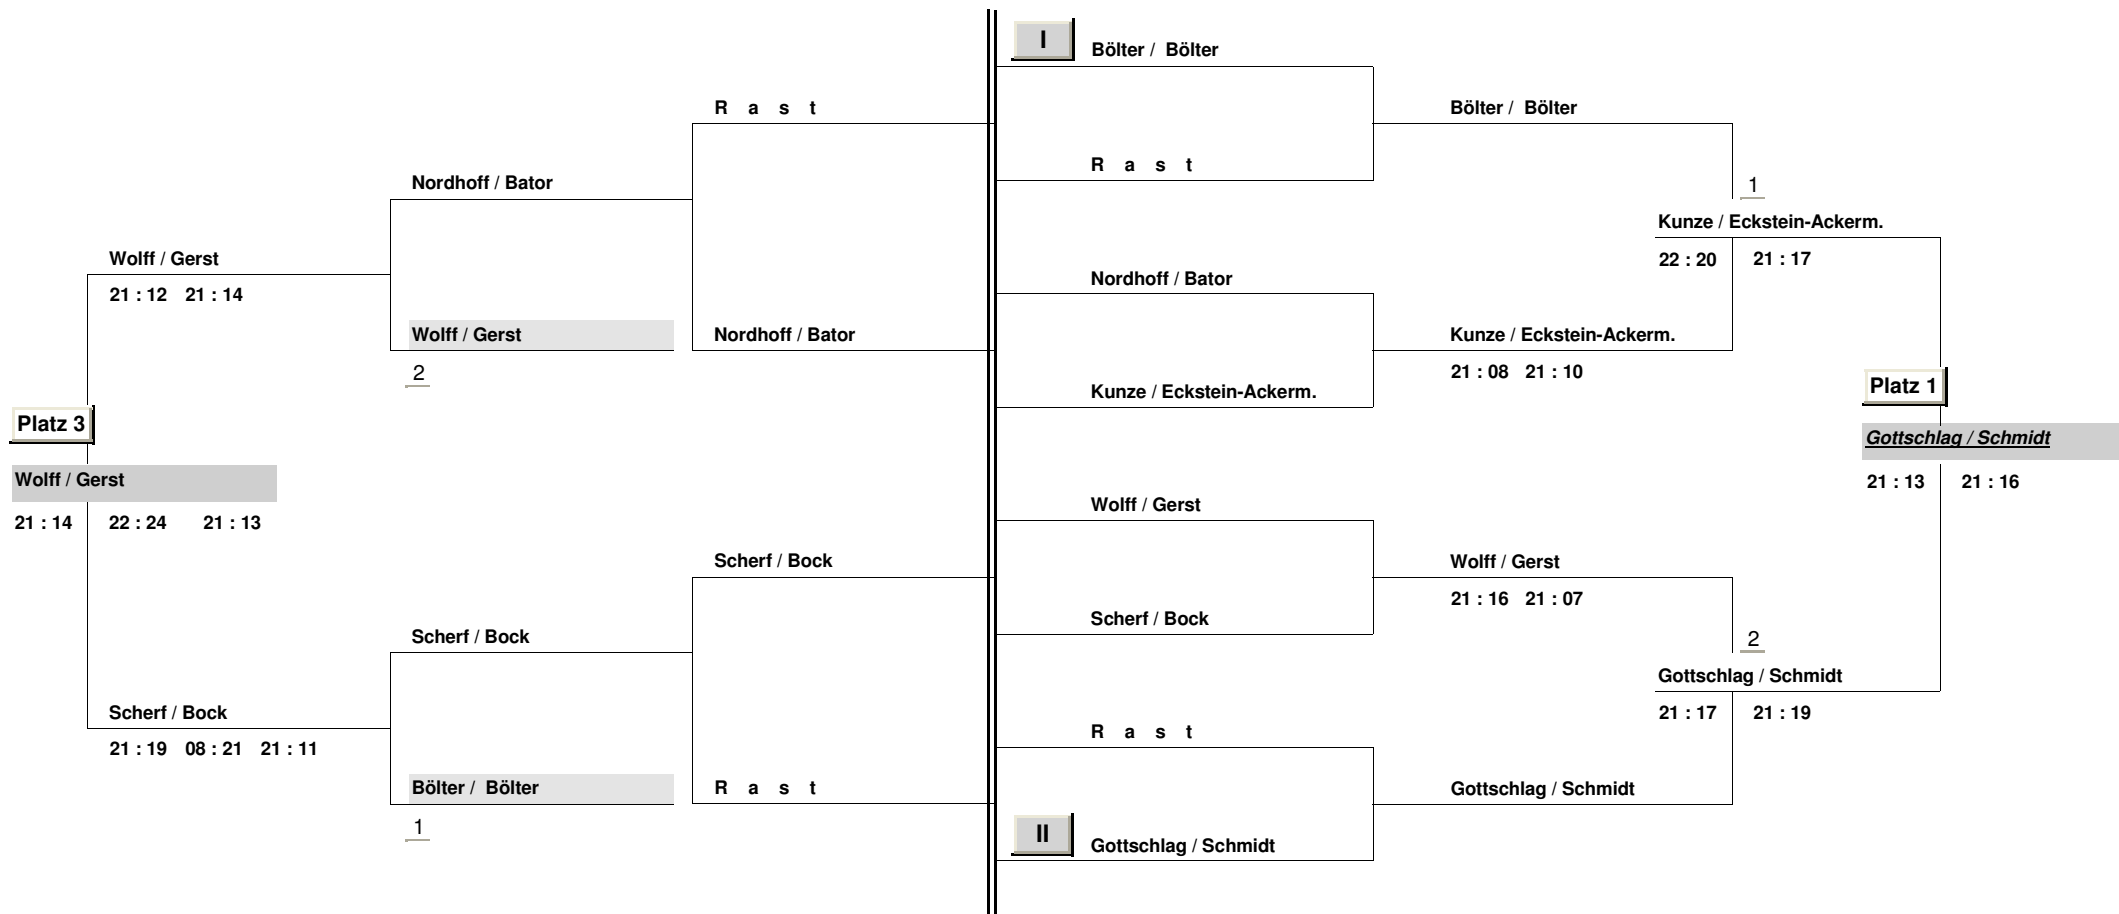 I
Bölter / Bölter
R a s t
Bölter / Bölter
R a s t
Nordhoff / Bator
1
Kunze / Eckstein-Ackerm.
Wolff / Gerst
22 : 20 21 : 17
Nordhoff / Bator
21 : 12 21 : 14
Wolff / Gerst
Nordhoff / Bator
Kunze / Eckstein-Ackerm.
2
21 : 08 21 : 10
Kunze / Eckstein-Ackerm.
Platz 1
Platz 3
Gottschlag / Schmidt
Wolff / Gerst
21 : 13 21 : 16
Wolff / Gerst
21 : 14 22 : 24 21 : 13
Scherf / Bock
Wolff / Gerst
21 : 16 21 : 07
Scherf / Bock
Scherf / Bock
2
Gottschlag / Schmidt
Scherf / Bock
21 : 17 21 : 19
R a s t
21 : 19 08 : 21 21 : 11
Bölter / Bölter
R a s t
Gottschlag / Schmidt
1
II
Gottschlag / Schmidt